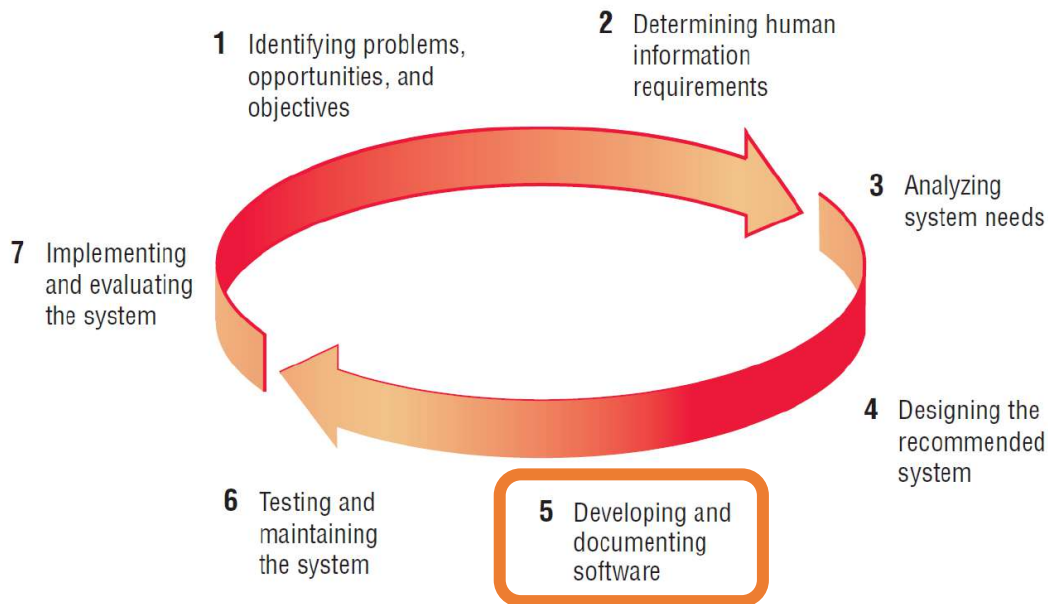 1 Identifying problems,
opportunities, and
objectives
2 Determining human
information
requirements
3 Analyzing
system needs
4 Designing the
recommended
system
5 Developing and
documenting
software
6 Testing and
maintaining
the system
7 Implementing
and evaluating
the system